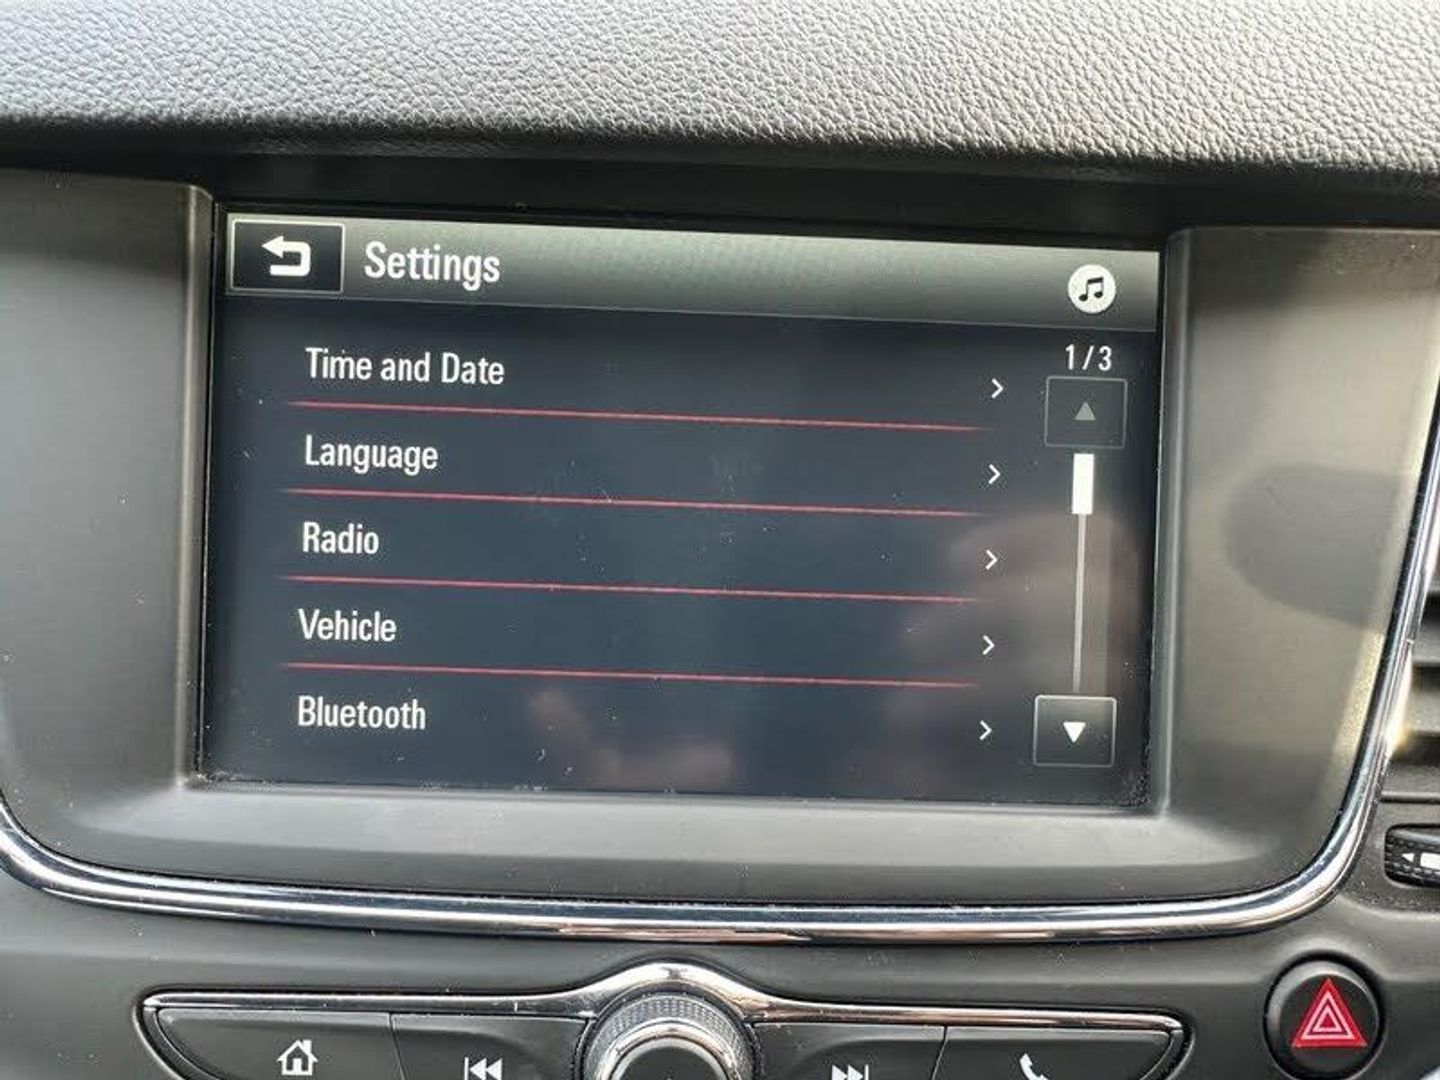 Settings
1/3
Time and Date
Language
Radio
Vehicle
Bluetooth